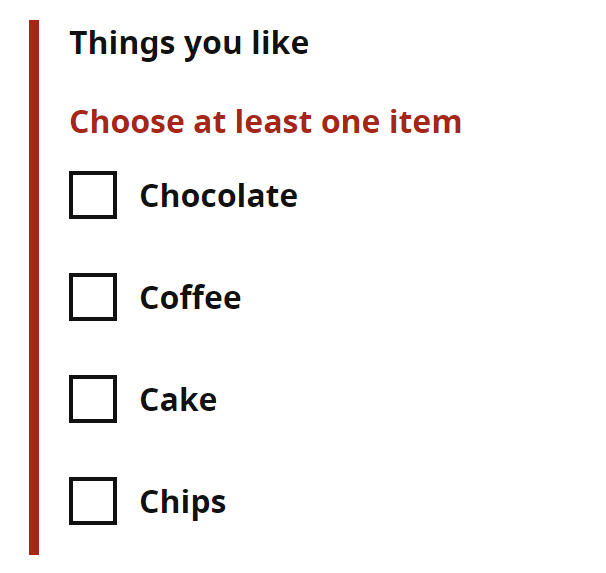 Things you like
Choose at least one item
Chocolate
Coffee
Cake
Chips